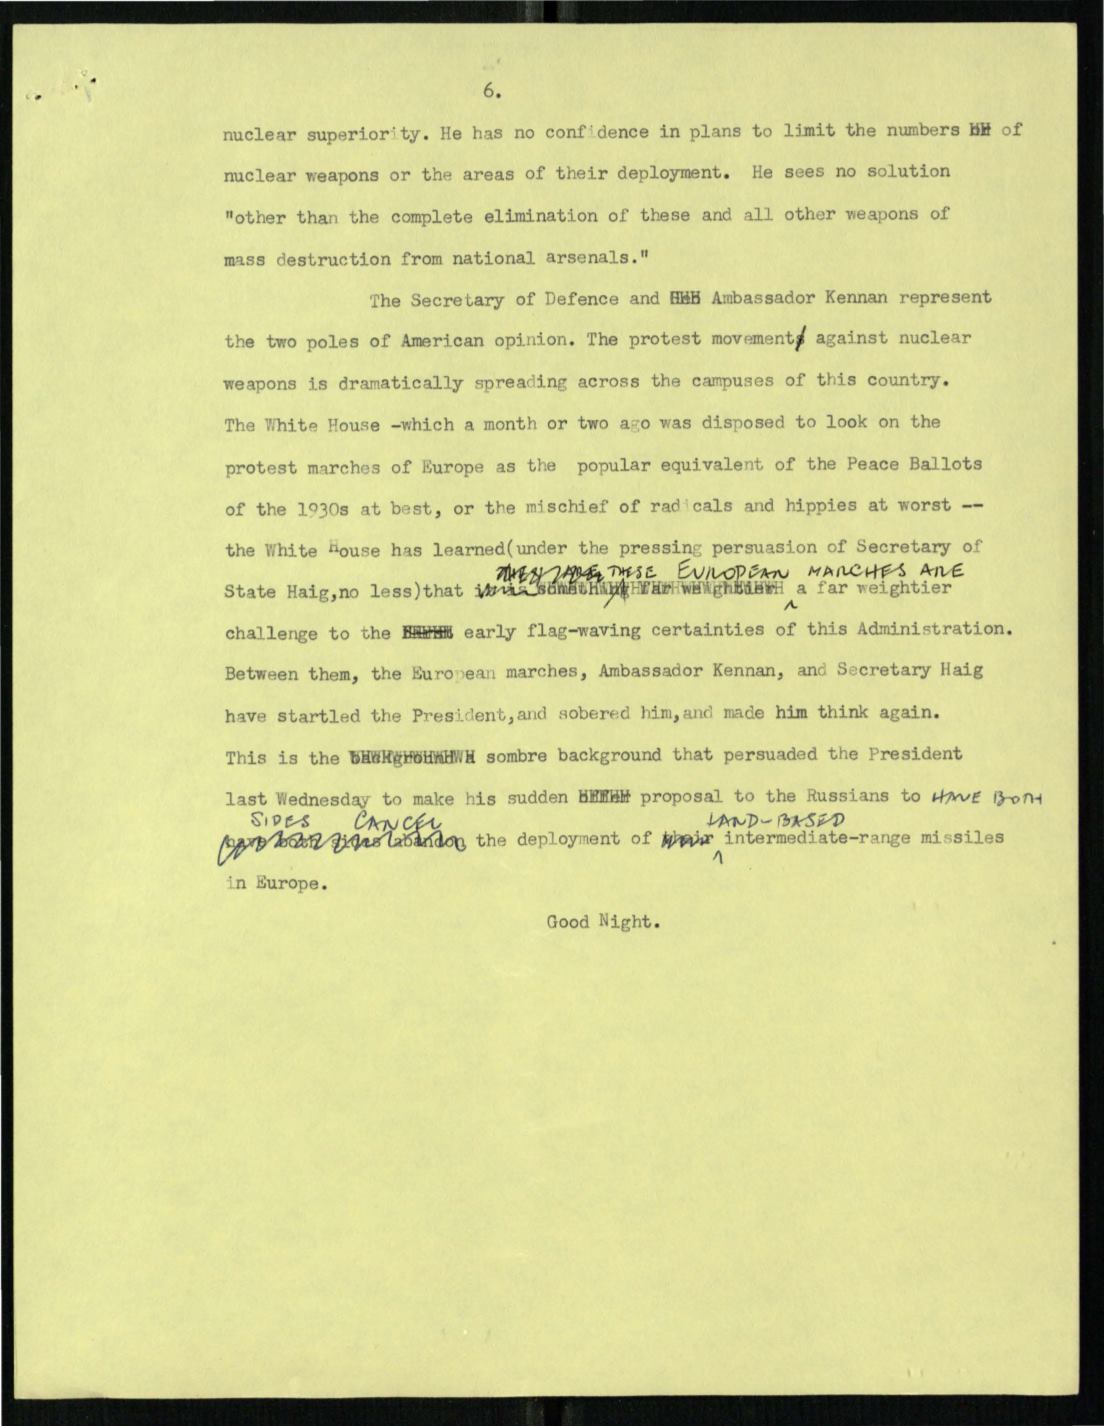 6.
nuclear superiority. He has no confidence in plans to limit the numbers of
nuclear weapons or the areas of their deployment. He sees no solution
"other than the complete elimination of these and all other weapons of
mass destruction from national arsenals."
The Secretary of Defence and Ambassador Kennan represent
the two poles of American opinion. The protest movement against nuclear
weapons is dramatically spreading across the campuses of this country.
The White House -which a month or two ago was disposed to look on the
protest marches of Europe as the popular equivalent of the Peace Ballots
of the 1930s at best, or the mischief of radicals and hippies at worst --
the White House has learned(under the pressing persuasion of Secretary of
THESE EUROPEAN MARCHES ARE
State Haig,no less)that a far weightier
challenge to the early flag-waving certainties of this Administration.
Between them, the European marches, Ambassador Kennan, and Secretary Haig
have startled the President,and sobered him,and made him think again.
This is the sombre background that persuaded the President
last Wednesday to make his sudden proposal to the Russians to HAVE BOTH
SIDES CANCEL LAND-BASED
have both sides abandon the deployment of their intermediate-range missiles
in Europe.
Good Night.